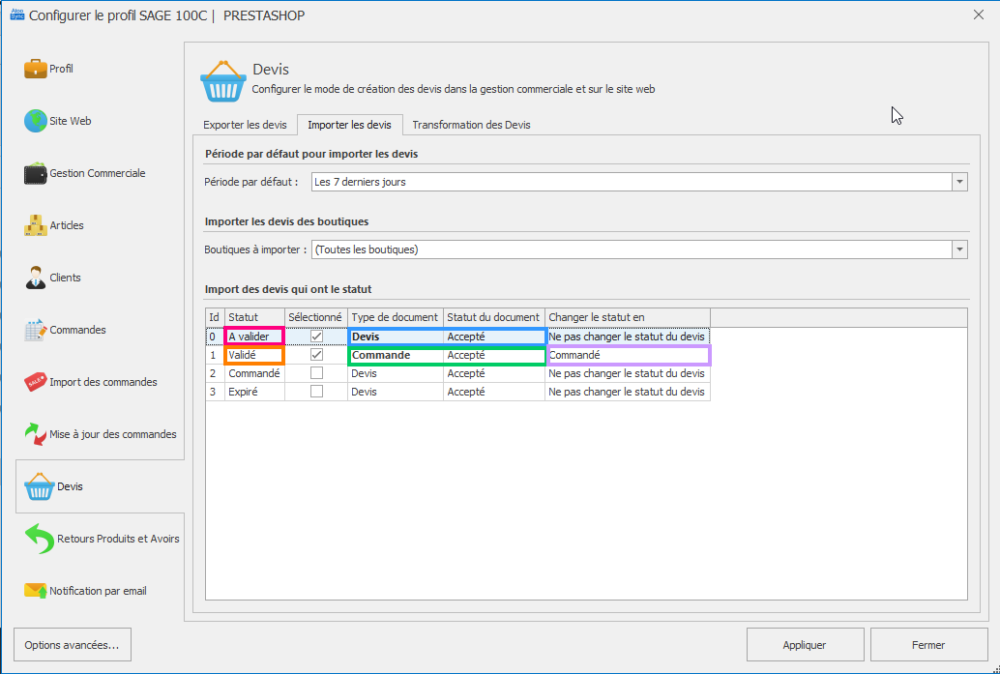 Atoo Sync Configurer le profil SAGE 100C | PRESTASHOP
Profil
Site Web
Gestion Commerciale
Articles
Clients
Commandes
SALE Import des commandes
Mise à jour des commandes
Devis
Retours Produits et Avoirs
Notification par email
Devis
Configurer le mode de création des devis dans la gestion commerciale et sur le site web
Exporter les devis Importer les devis Transformation des Devis
Période par défaut pour importer les devis
Période par défaut : Les 7 derniers jours
Importer les devis des boutiques
Boutiques à importer : (Toutes les boutiques)
Import des devis qui ont le statut
Id Statut Sélectionné Type de document Statut du document Changer le statut en
0 A valider Devis Accepté Ne pas changer le statut du devis
1 Validé Commande Accepté Commandé
2 Commandé Devis Accepté Ne pas changer le statut du devis
3 Expiré Devis Accepté Ne pas changer le statut du devis
Options avancées... Appliquer Fermer